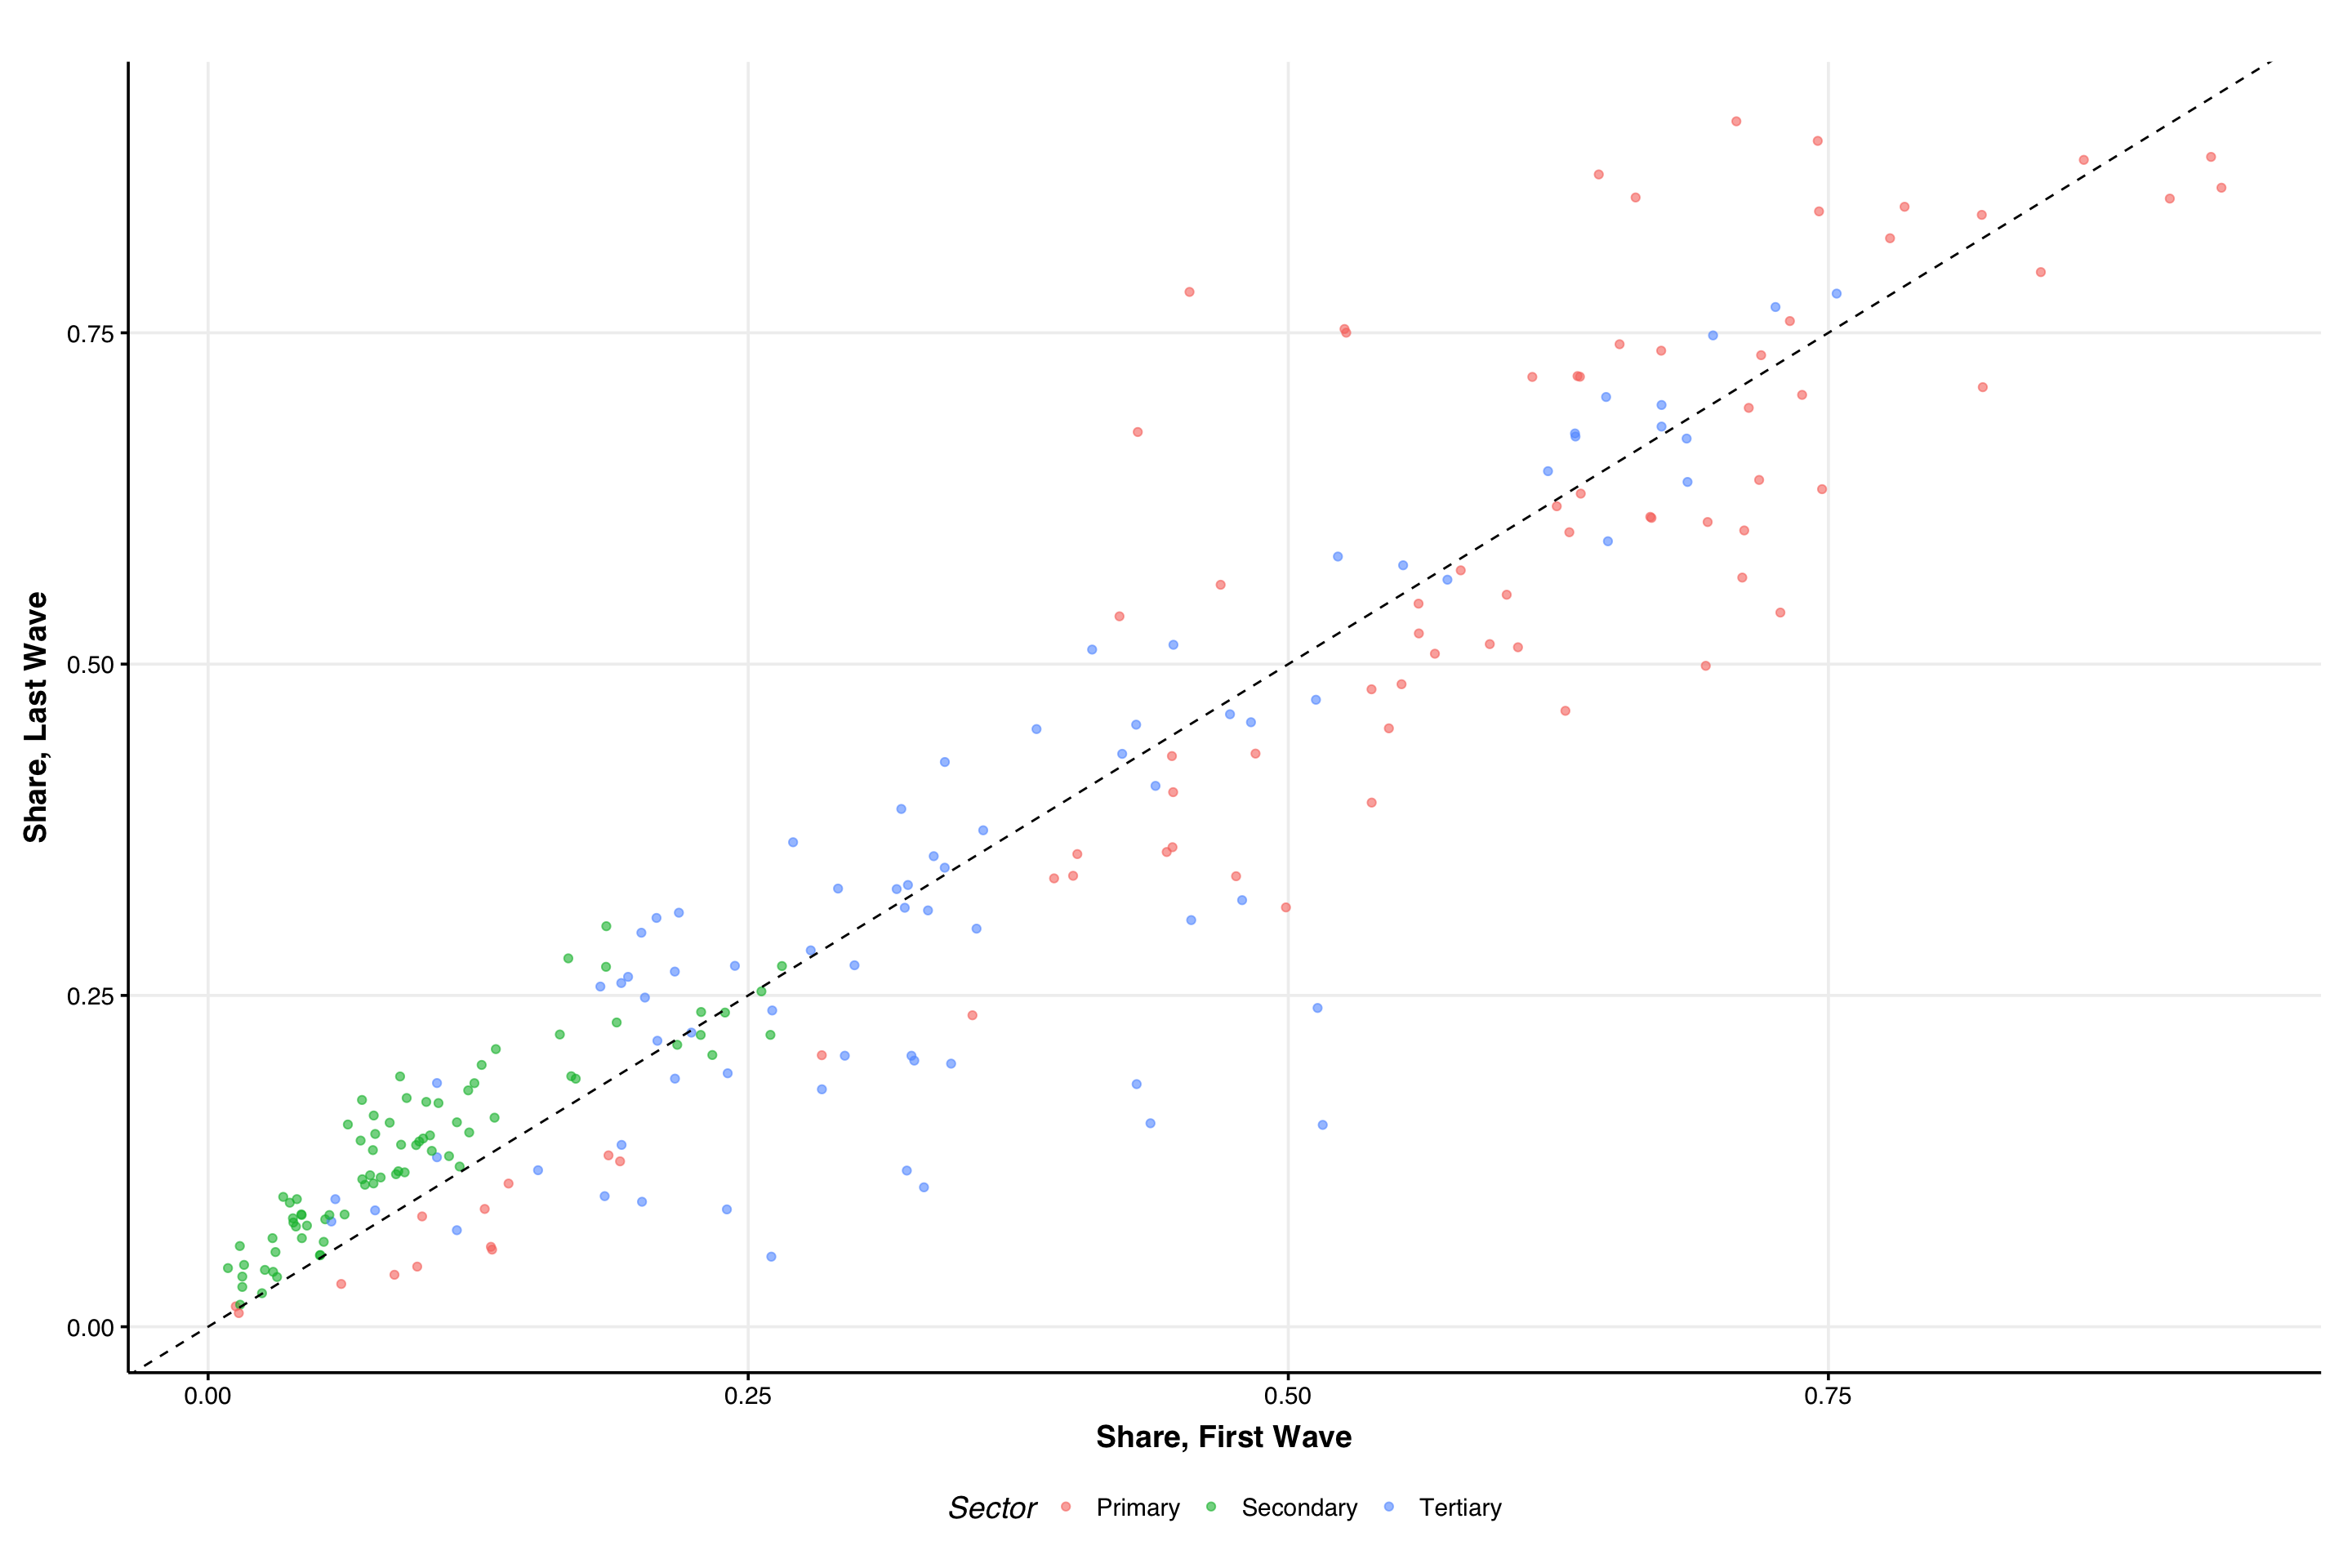 Share, Last Wave
0.75
0.50
0.25
0.00
0.00 0.25 0.50 0.75
Share, First Wave
Sector Primary Secondary Tertiary